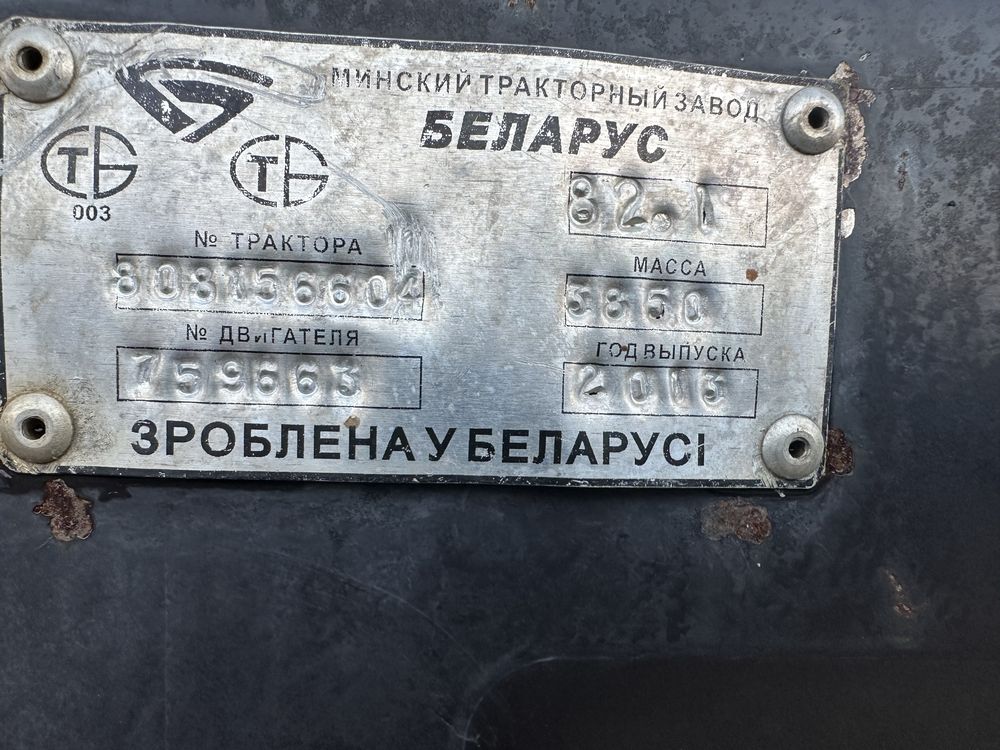 МИНСКИЙ ТРАКТОРНЫЙ ЗАВОД
БЕЛАРУС
82.1
003
№ ТРАКТОРА
808156604
МАССА
3850
№ ДВИГАТЕЛЯ
759663
ГОД ВЫПУСКА
2013
ЗРОБЛЕНА У БЕЛАРУСІ